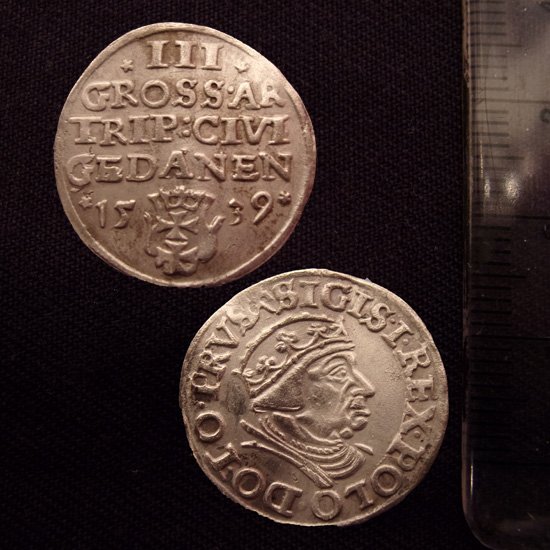 III
GROSS:AR
TRIP:CIVI
GEDANEN
15 39
SIGIS·I·REX·POLO DO·TO·PRVS